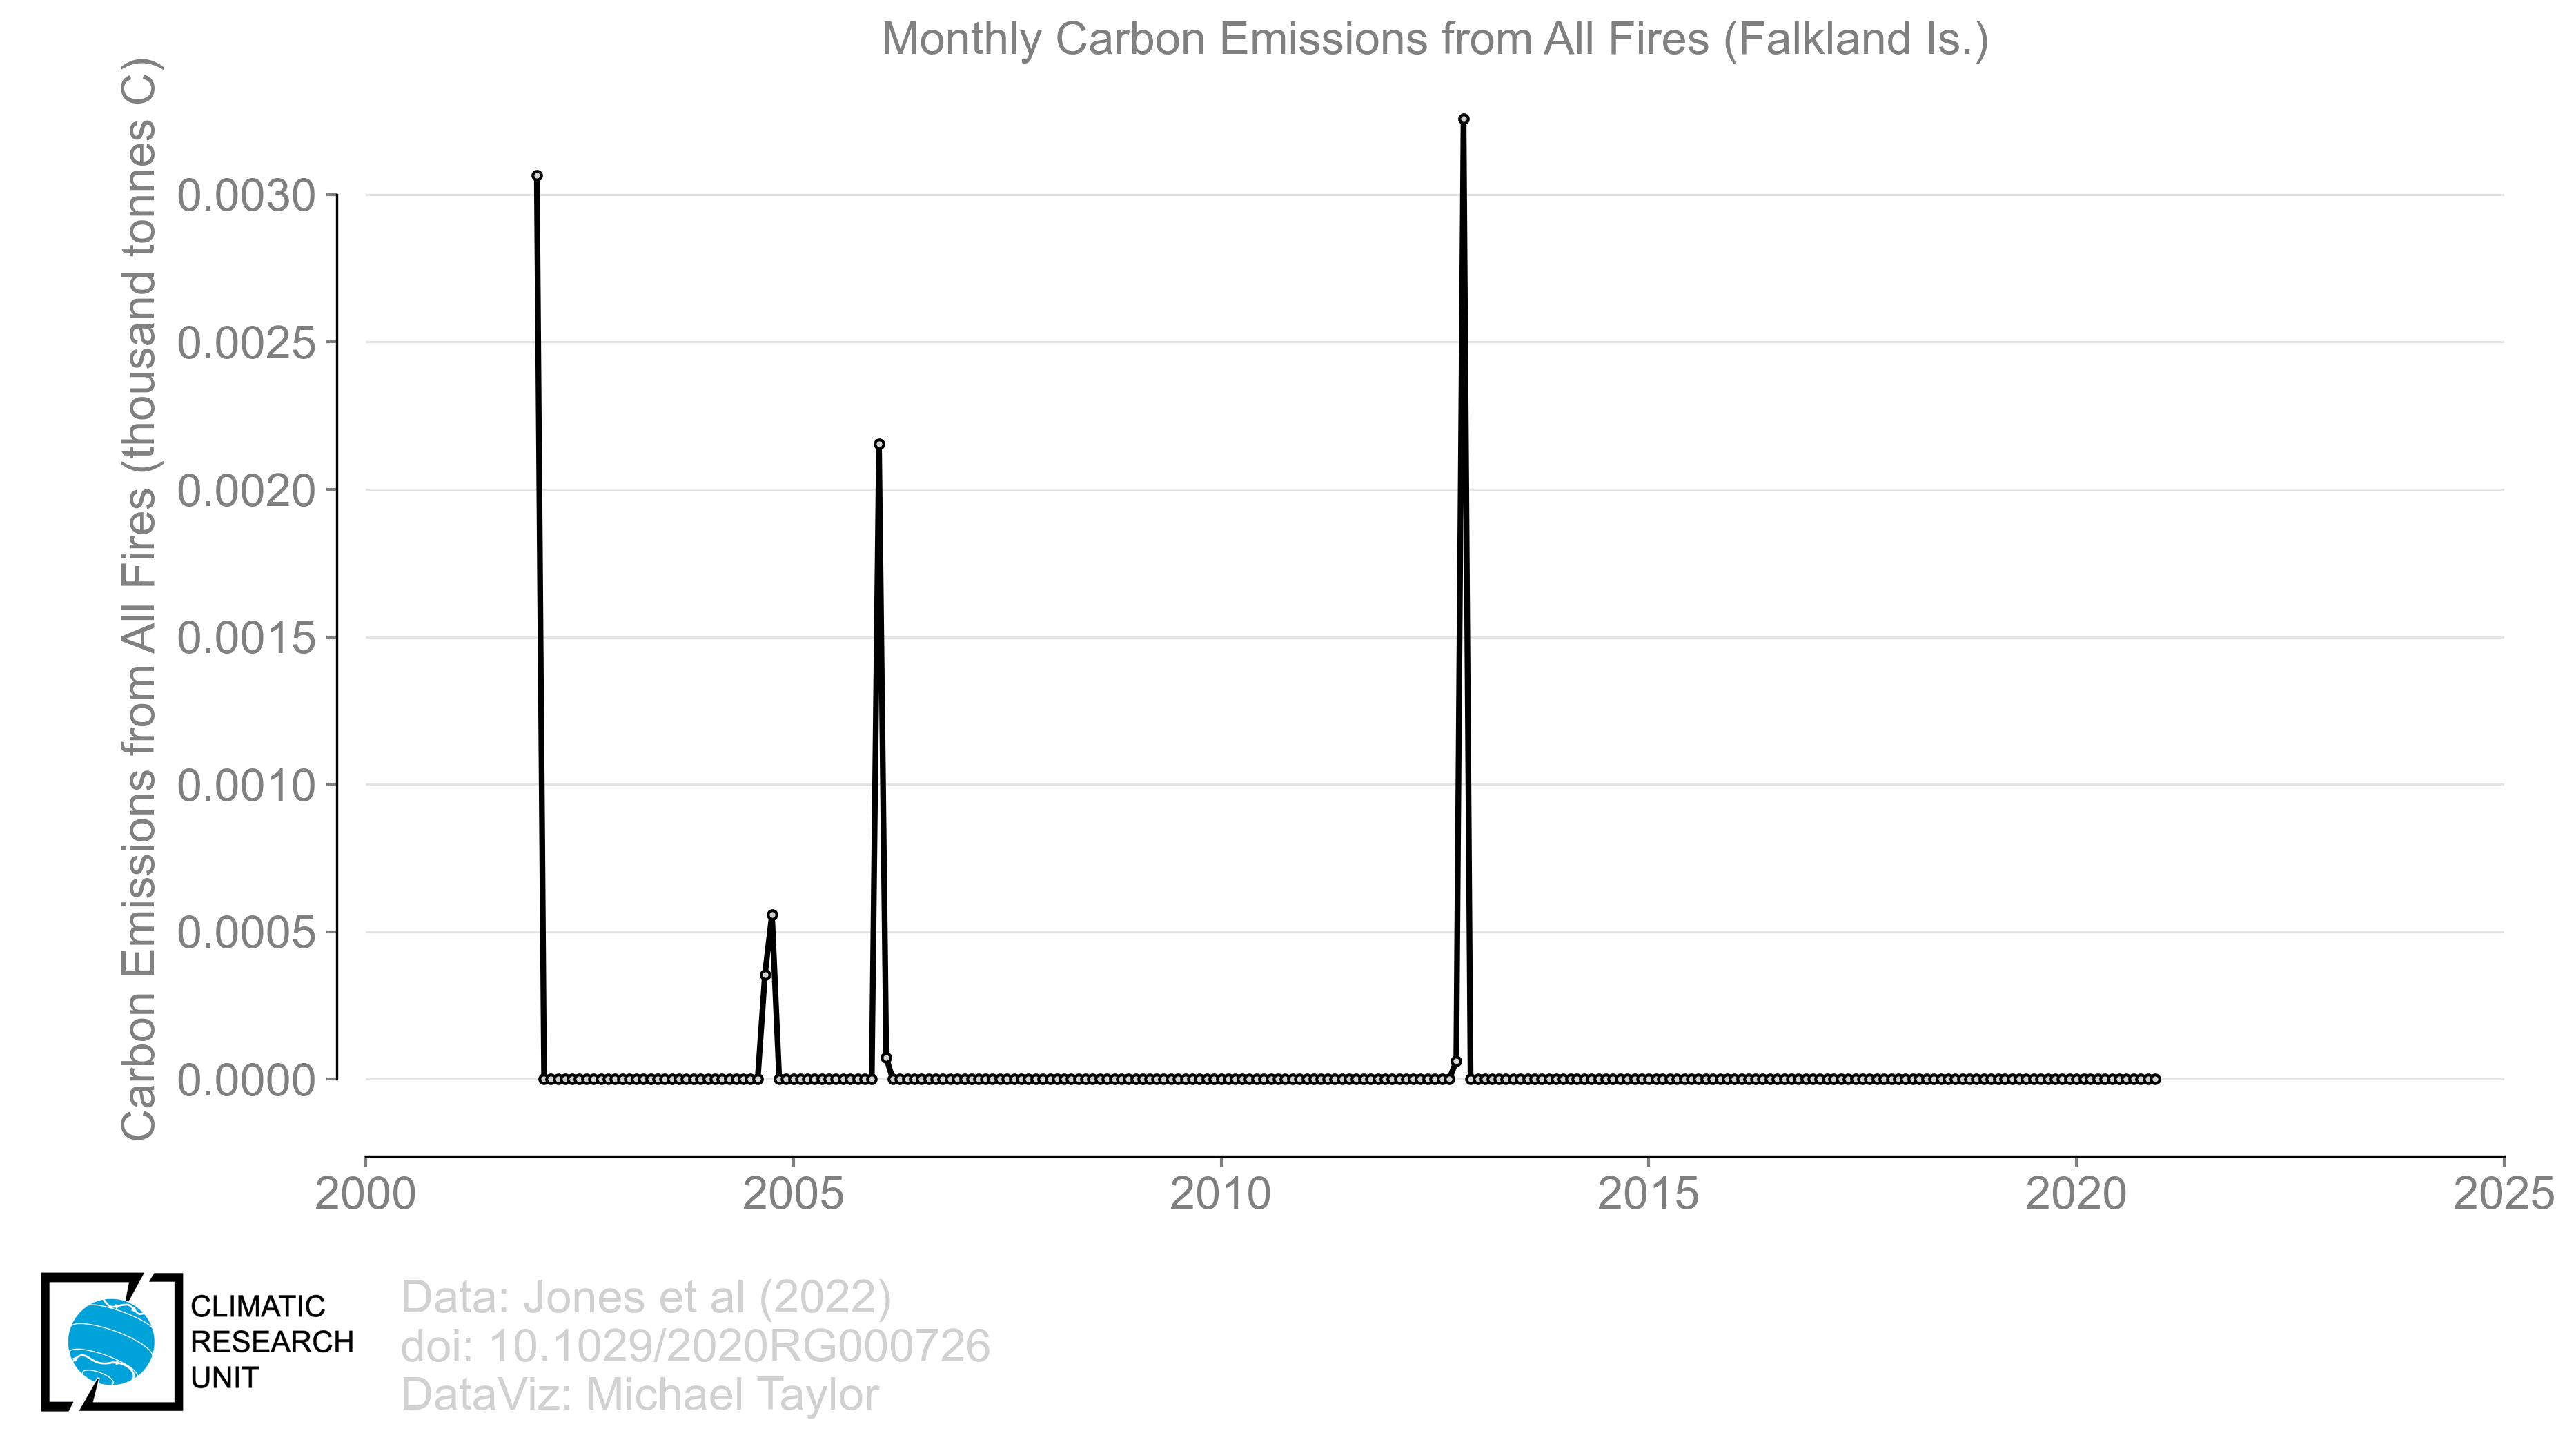 Monthly Carbon Emissions from All Fires (Falkland Is.)
Carbon Emissions from All Fires (thousand tonnes C)
0.0030
0.0025
0.0020
0.0015
0.0010
0.0005
0.0000
2000
2005
2010
2015
2020
2025
CLIMATIC
RESEARCH
UNIT
Data: Jones et al (2022)
doi: 10.1029/2020RG000726
DataViz: Michael Taylor